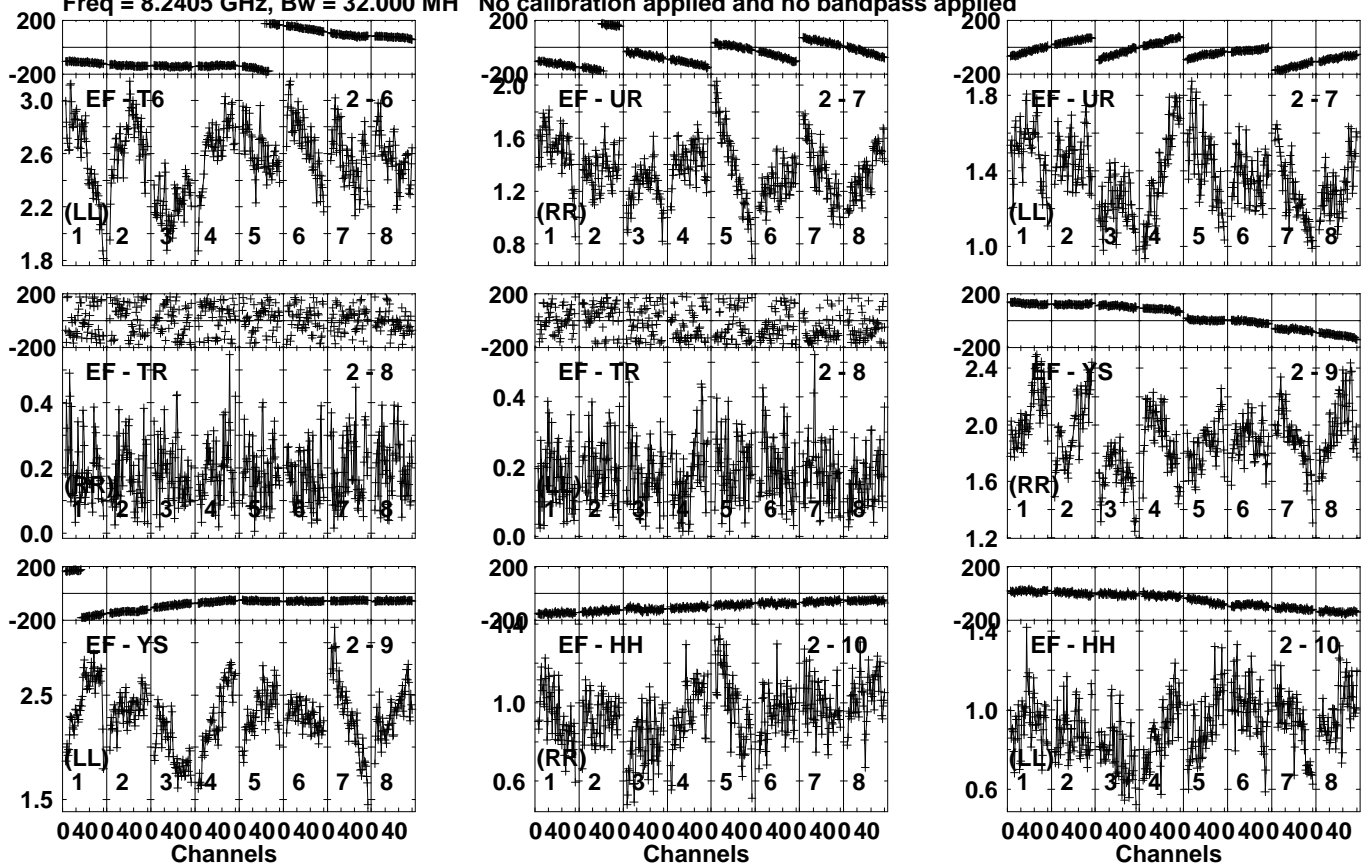 Freq = 8.2405 GHz, Bw = 32.000 MH No calibration applied and no bandpass applied
200
-200
3.0
2.6
2.2
1.8
EF - T6 2 - 6
(LL)
1 2 3 4 5 6 7 8
200
-200
2.0
1.6
1.2
0.8
EF - UR 2 - 7
(RR)
1 2 3 4 5 6 7 8
200
-200
1.8
1.4
1.0
EF - UR 2 - 7
(LL)
1 2 3 4 5 6 7 8
200
-200
0.4
0.2
0.0
EF - TR 2 - 8
(RR)
1 2 3 4 5 6 7 8
200
-200
0.4
0.2
0.0
EF - TR 2 - 8
(LL)
1 2 3 4 5 6 7 8
200
-200
2.4
2.0
1.6
1.2
EF - YS 2 - 9
(RR)
1 2 3 4 5 6 7 8
200
-200
2.5
1.5
EF - YS 2 - 9
(LL)
1 2 3 4 5 6 7 8
0 40 0 40 0 40 0 40 0 40 0 40 0 40 0 40
Channels
200
-200
1.4
1.0
0.6
EF - HH 2 - 10
(RR)
1 2 3 4 5 6 7 8
0 40 0 40 0 40 0 40 0 40 0 40 0 40 0 40
Channels
200
-200
1.4
1.0
0.6
EF - HH 2 - 10
(LL)
1 2 3 4 5 6 7 8
0 40 0 40 0 40 0 40 0 40 0 40 0 40 0 40
Channels